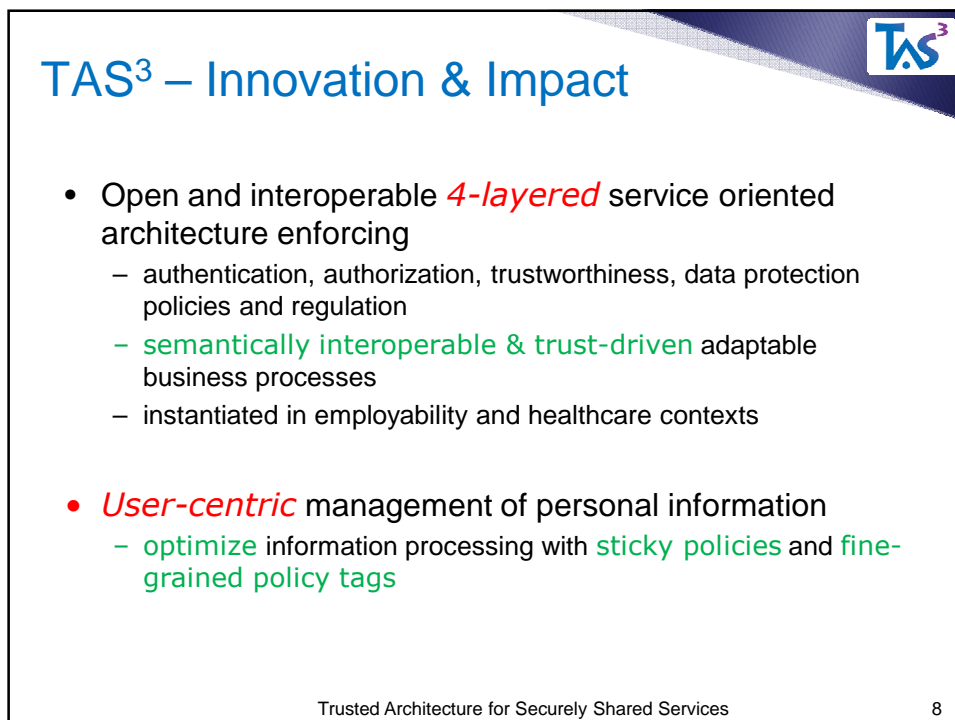 TAS³
TAS³ – Innovation & Impact
• Open and interoperable 4-layered service oriented
architecture enforcing
– authentication, authorization, trustworthiness, data protection
policies and regulation
– semantically interoperable & trust-driven adaptable
business processes
– instantiated in employability and healthcare contexts
• User-centric management of personal information
– optimize information processing with sticky policies and fine-
grained policy tags
Trusted Architecture for Securely Shared Services 8